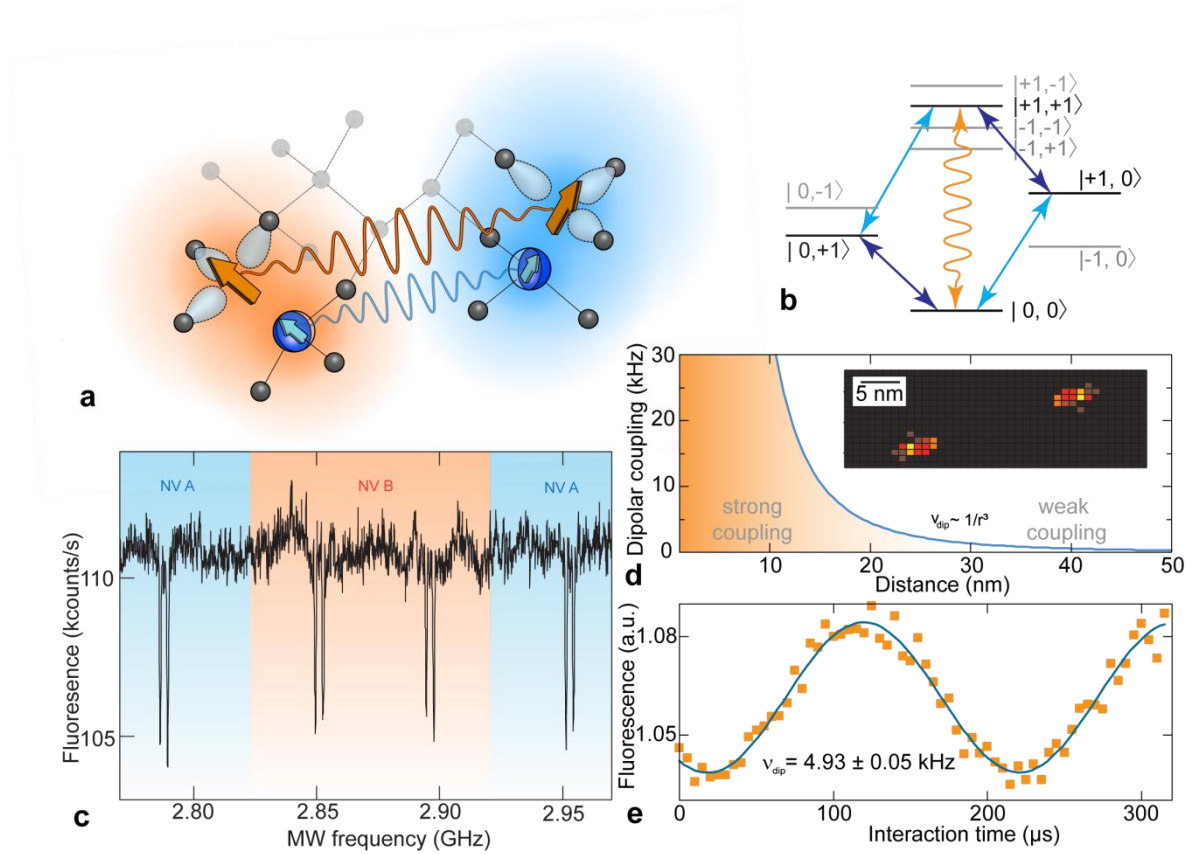 a
|+1,-1⟩
|+1,+1⟩
|-1,-1⟩
|-1,+1⟩
| 0,-1⟩
|+1, 0⟩
| 0,+1⟩
|-1, 0⟩
b
| 0, 0⟩
NV A
NV B
NV A
Fluoresence (kcounts/s)
110
105
2.80
2.85
2.90
2.95
c
MW frequency (GHz)
Dipolar coupling (kHz)
30
20
10
0
5 nm
strong
coupling
ν_dip ~ 1/r³
weak
coupling
10
20
30
40
50
d
Distance (nm)
Fluorescence (a.u.)
1.08
1.05
ν_dip = 4.93 ± 0.05 kHz
0
100
200
300
e
Interaction time (µs)